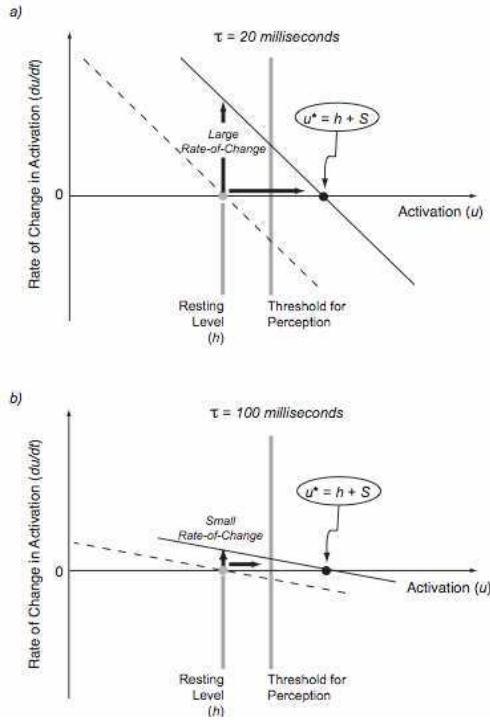 a)
τ = 20 milliseconds
Rate of Change in Activation (du/dt)
u* = h + S
Large
Rate-of-Change
0
Activation (u)
Resting
Level
(h)
Threshold for
Perception
b)
τ = 100 milliseconds
Rate of Change in Activation (du/dt)
u* = h + S
Small
Rate-of-Change
0
Activation (u)
Resting
Level
(h)
Threshold for
Perception